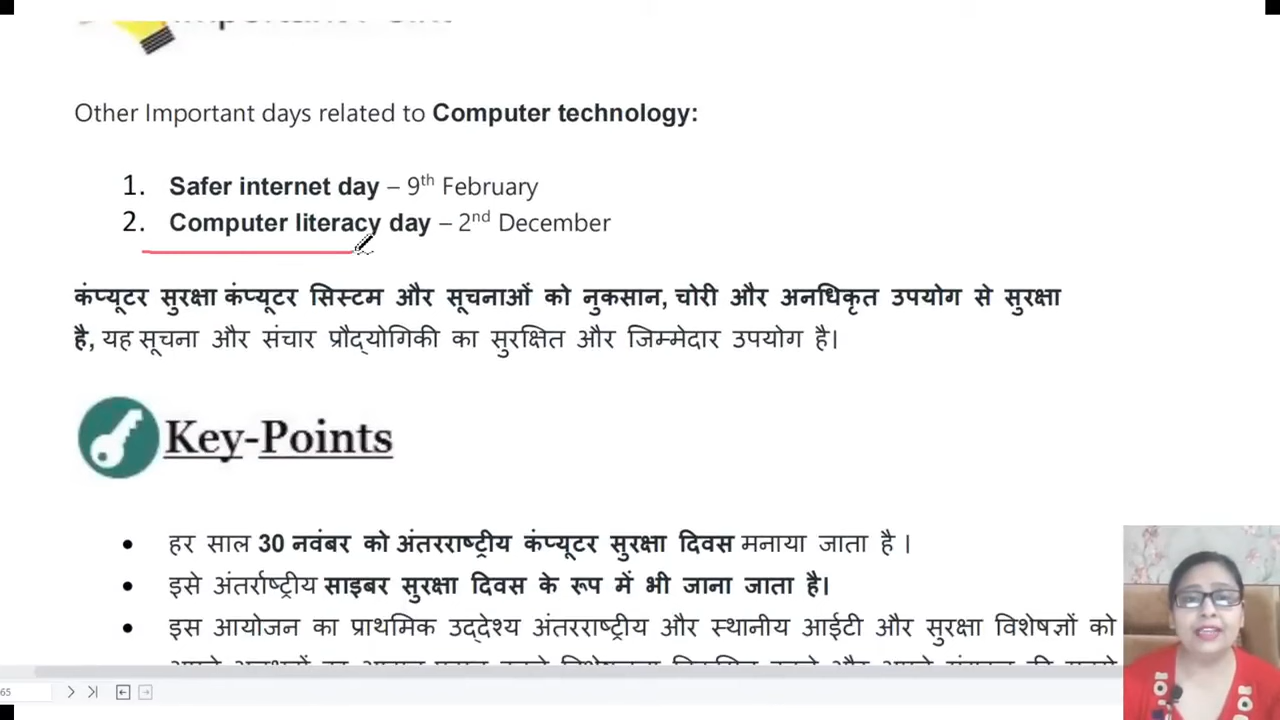 Other Important days related to Computer technology:
1. Safer internet day – 9th February
2. Computer literacy day – 2nd December
कंप्यूटर सुरक्षा कंप्यूटर सिस्टम और सूचनाओं को नुकसान, चोरी और अनधिकृत उपयोग से सुरक्षा
है, यह सूचना और संचार प्रौद्योगिकी का सुरक्षित और जिम्मेदार उपयोग है।
Key-Points
• हर साल 30 नवंबर को अंतरराष्ट्रीय कंप्यूटर सुरक्षा दिवस मनाया जाता है ।
• इसे अंतर्राष्ट्रीय साइबर सुरक्षा दिवस के रूप में भी जाना जाता है।
• इस आयोजन का प्राथमिक उद्देश्य अंतरराष्ट्रीय और स्थानीय आईटी और सुरक्षा विशेषज्ञों को
65